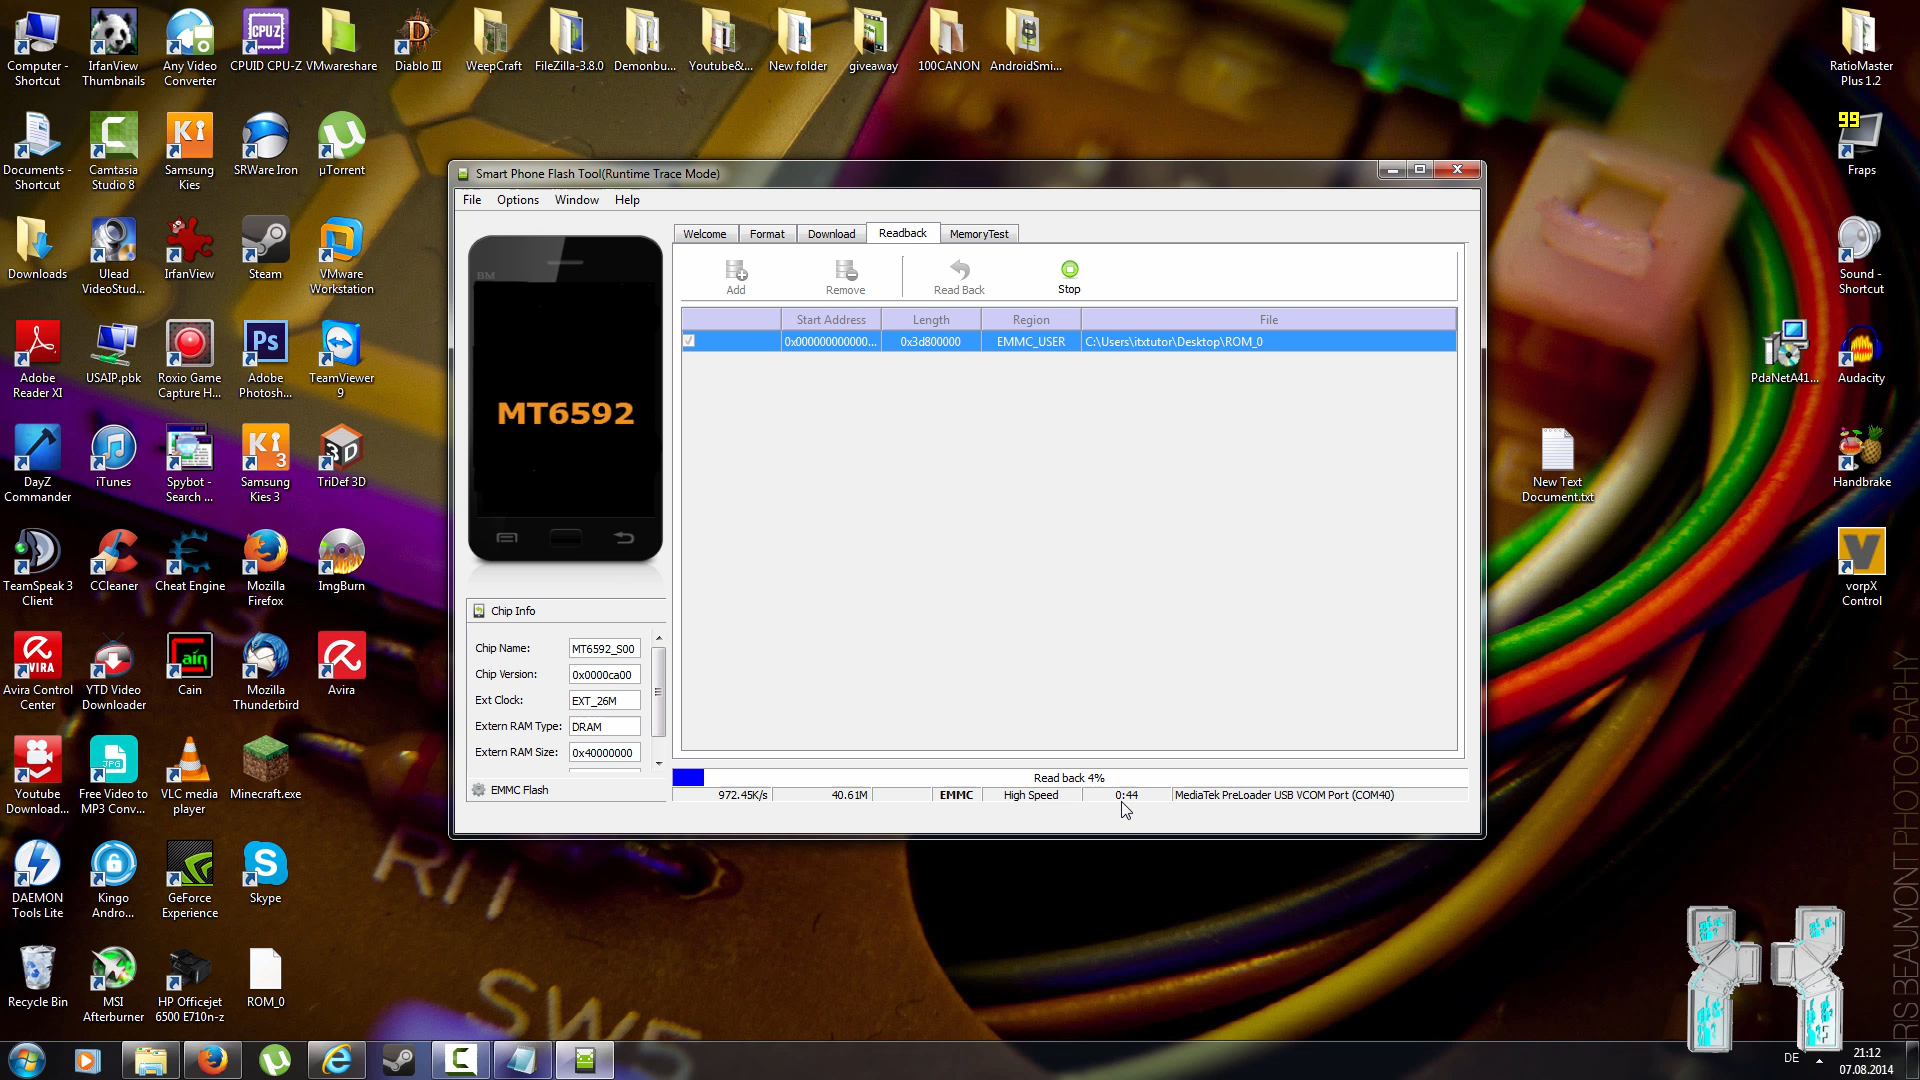 Computer - Shortcut
IrfanView Thumbnails
Any Video Converter
CPUID CPU-Z
VMwareshare
Diablo III
WeepCraft
FileZilla-3.8.0
Demonbu...
Youtube&...
New folder
giveaway
100CANON
AndroidSmi...
RatioMaster Plus 1.2
Documents - Shortcut
Camtasia Studio 8
Samsung Kies
SRWare Iron
µTorrent
99
Fraps
Downloads
Ulead VideoStud...
IrfanView
Steam
VMware Workstation
Sound - Shortcut
Adobe Reader XI
USAIP.pbk
Roxio Game Capture H...
Adobe Photosh...
TeamViewer 9
PdaNetA41...
Audacity
DayZ Commander
iTunes
Spybot - Search ...
Samsung Kies 3
TriDef 3D
New Text Document.txt
Handbrake
TeamSpeak 3 Client
CCleaner
Cheat Engine
Mozilla Firefox
ImgBurn
vorpX Control
Avira Control Center
YTD Video Downloader
Cain
Mozilla Thunderbird
Avira
Youtube Download...
Free Video to MP3 Conv...
VLC media player
Minecraft.exe
DAEMON Tools Lite
Kingo Andro...
GeForce Experience
Skype
Recycle Bin
MSI Afterburner
HP Officejet 6500 E710n-z
ROM_0
Smart Phone Flash Tool(Runtime Trace Mode)
File Options Window Help
Welcome Format Download Readback MemoryTest
Add Remove Read Back Stop
Start Address Length Region File
0x000000000000... 0x3d800000 EMMC_USER C:\Users\itxtutor\Desktop\ROM_0
BM
MT6592
Chip Info
Chip Name: MT6592_S00
Chip Version: 0x0000ca00
Ext Clock: EXT_26M
Extern RAM Type: DRAM
Extern RAM Size: 0x40000000
EMMC Flash
Read back 4%
972.45K/s 40.61M EMMC High Speed 0:44 MediaTek PreLoader USB VCOM Port (COM40)
RIS BEAUMONT PHOTOGRAPHY
DE
21:12
07.08.2014